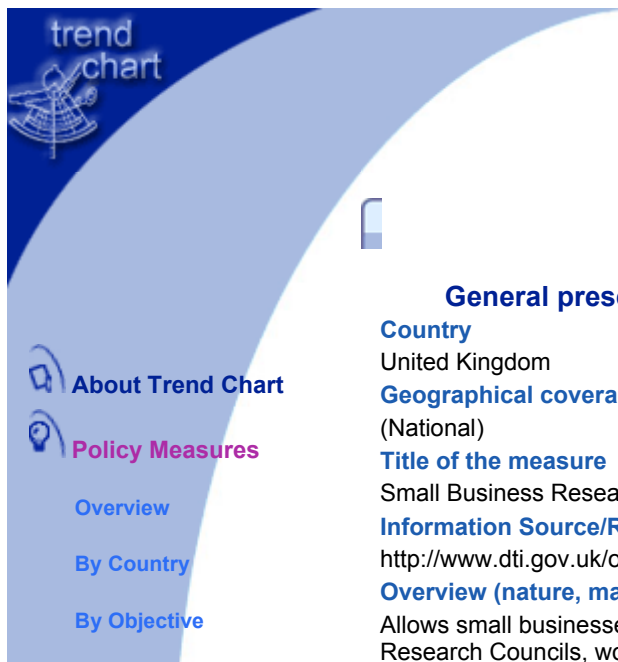 trend
chart
About Trend Chart
Policy Measures
Overview
By Country
By Objective
General pres
Country
United Kingdom
Geographical covera
(National)
Title of the measure
Small Business Resea
Information Source/R
http://www.dti.gov.uk/
Overview (nature, ma
Allows small businesse
Research Councils, wo